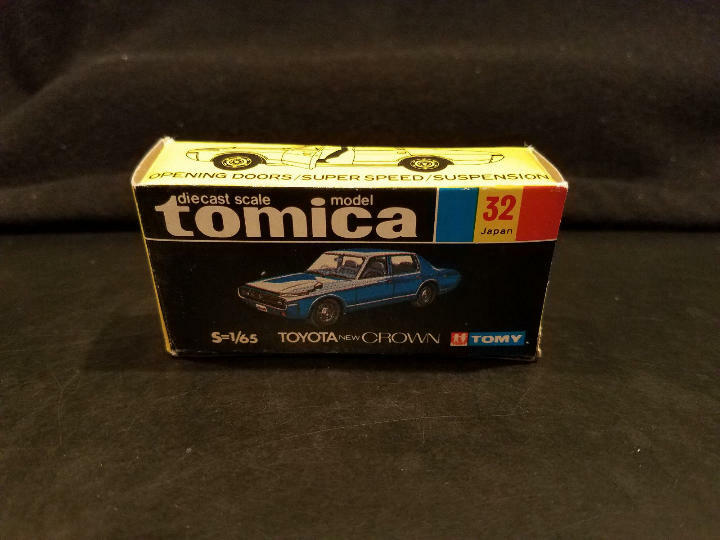 OPENING DOORS/SUPER SPEED/SUSPENSION
diecast scale model
tomica
32
Japan
S=1/65 TOYOTA NEW CROWN TOMY